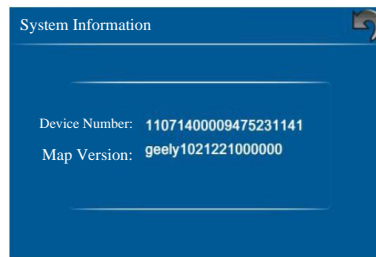 System Information
Device Number: 11071400009475231141
Map Version: geely1021221000000